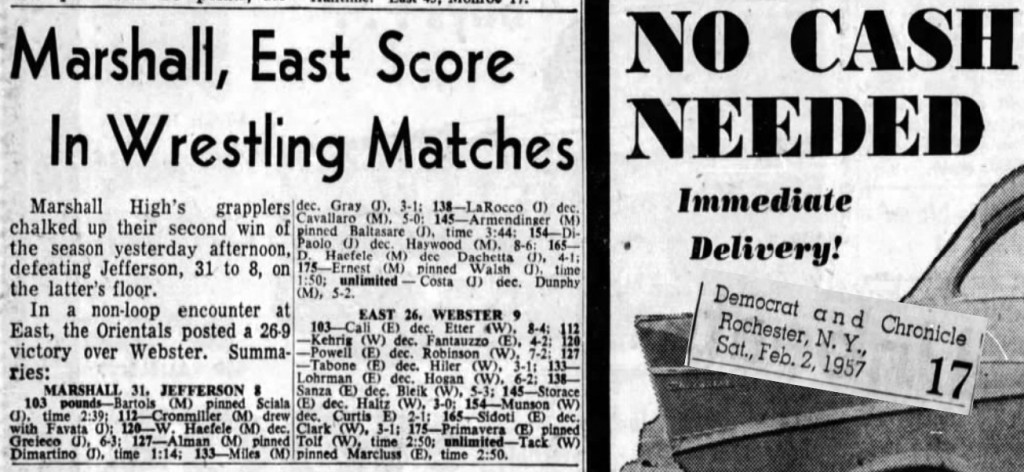 Marshall, East Score
In Wrestling Matches
Marshall High's grapplers
chalked up their second win of
the season yesterday afternoon,
defeating Jefferson, 31 to 8, on
the latter's floor.
In a non-loop encounter at
East, the Orientals posted a 26-9
victory over Webster. Summa-
ries:
MARSHALL 31, JEFFERSON 8
103 pounds—Bartols (M) pinned Sciala
(J), time 2:39; 112—Cronmiller (M) drew
with Favata (J); 120—W. Haefele (M) dec.
Greieco (J), 6-3; 127—Alman (M) pinned
Dimartino (J), time 1:14; 133—Miles (M)
dec. Gray (J), 3-1; 138—LaRocco (J) dec.
Cavallaro (M), 5-0; 145—Armendinger (M)
pinned Baltasare (J), time 3:44; 154—Di-
Paolo (J) dec. Haywood (M), 8-6; 165—
D. Haefele (M) dec Dachetta (J), 4-1;
175—Ernest (M) pinned Walsh (J), time
1:50; unlimited — Costa (J) dec. Dunphy
(M), 5-2.
EAST 26, WEBSTER 9
103—Cali (E) dec. Etter (W), 8-4; 112
—Kehrig (W) dec. Fantauzzo (E), 4-2; 120
—Powell (E) dec. Robinson (W), 7-2; 127
—Tabone (E) dec. Hiler (W), 3-1; 133—
Lohrman (E) dec. Hogan (W), 6-2; 138—
Sanza (E) dec. Bleik (W), 5-3; 145—Storace
(E) dec. Haltz (W), 3-0; 154—Munson (W)
dec. Curtis (E) 2-1; 165—Sidoti (E) dec.
Clark (W), 3-1; 175—Primavera (E) pinned
Tolf (W), time 2:50; unlimited—Tack (W)
pinned Marcluss (E), time 2:50.
NO CASH
NEEDED
Immediate
Delivery!
Democrat and Chronicle
Rochester, N. Y.,
Sat., Feb. 2, 1957
17